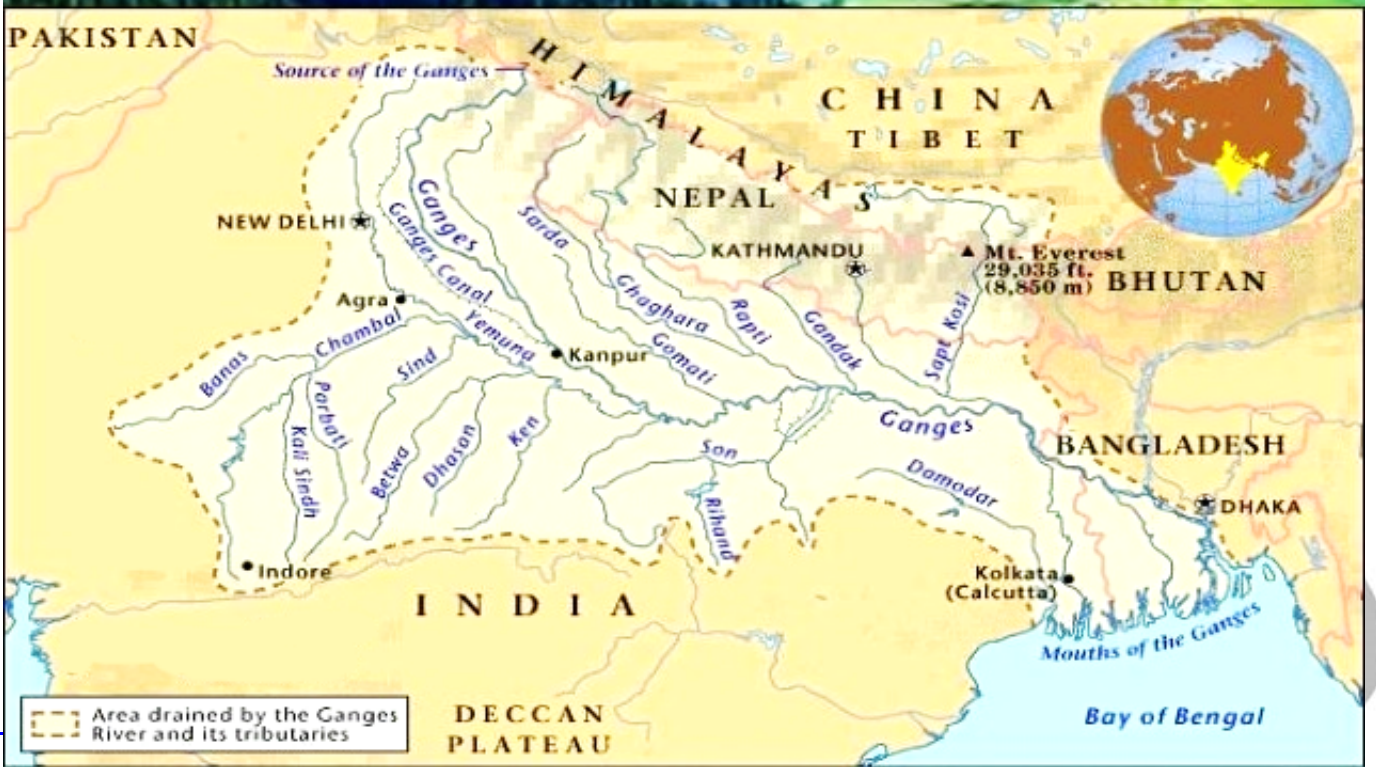 PAKISTAN
Source of the Ganges
HIMALAYAS
CHINA
TIBET
NEPAL
NEW DELHI
Ganges
Ganges Canal
Sarda
KATHMANDU
Mt. Everest
29,035 ft.
(8,850 m)
BHUTAN
Agra
Chambal
Yemuna
Ghaghara
Rapti
Gandak
Sapt Kosi
Banas
Sind
Kanpur
Gomati
Parbati
Kali Sindh
Betwa
Dhasan
Ken
Son
Ganges
BANGLADESH
Damodar
Rihand
DHAKA
Indore
INDIA
Kolkata
(Calcutta)
Mouths of the Ganges
Area drained by the Ganges
River and its tributaries
DECCAN
PLATEAU
Bay of Bengal